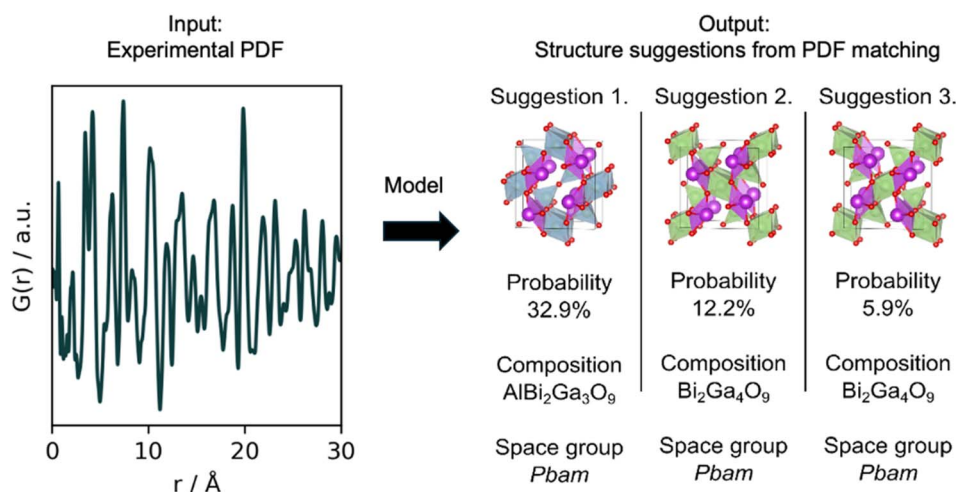 Input:
Experimental PDF
G(r) / a.u.
0
10
20
30
r / Å
Model
Output:
Structure suggestions from PDF matching
Suggestion 1.
Probability
32.9%
Composition
AlBi₂Ga₃O₉
Space group
Pbam
Suggestion 2.
Probability
12.2%
Composition
Bi₂Ga₄O₉
Space group
Pbam
Suggestion 3.
Probability
5.9%
Composition
Bi₂Ga₄O₉
Space group
Pbam